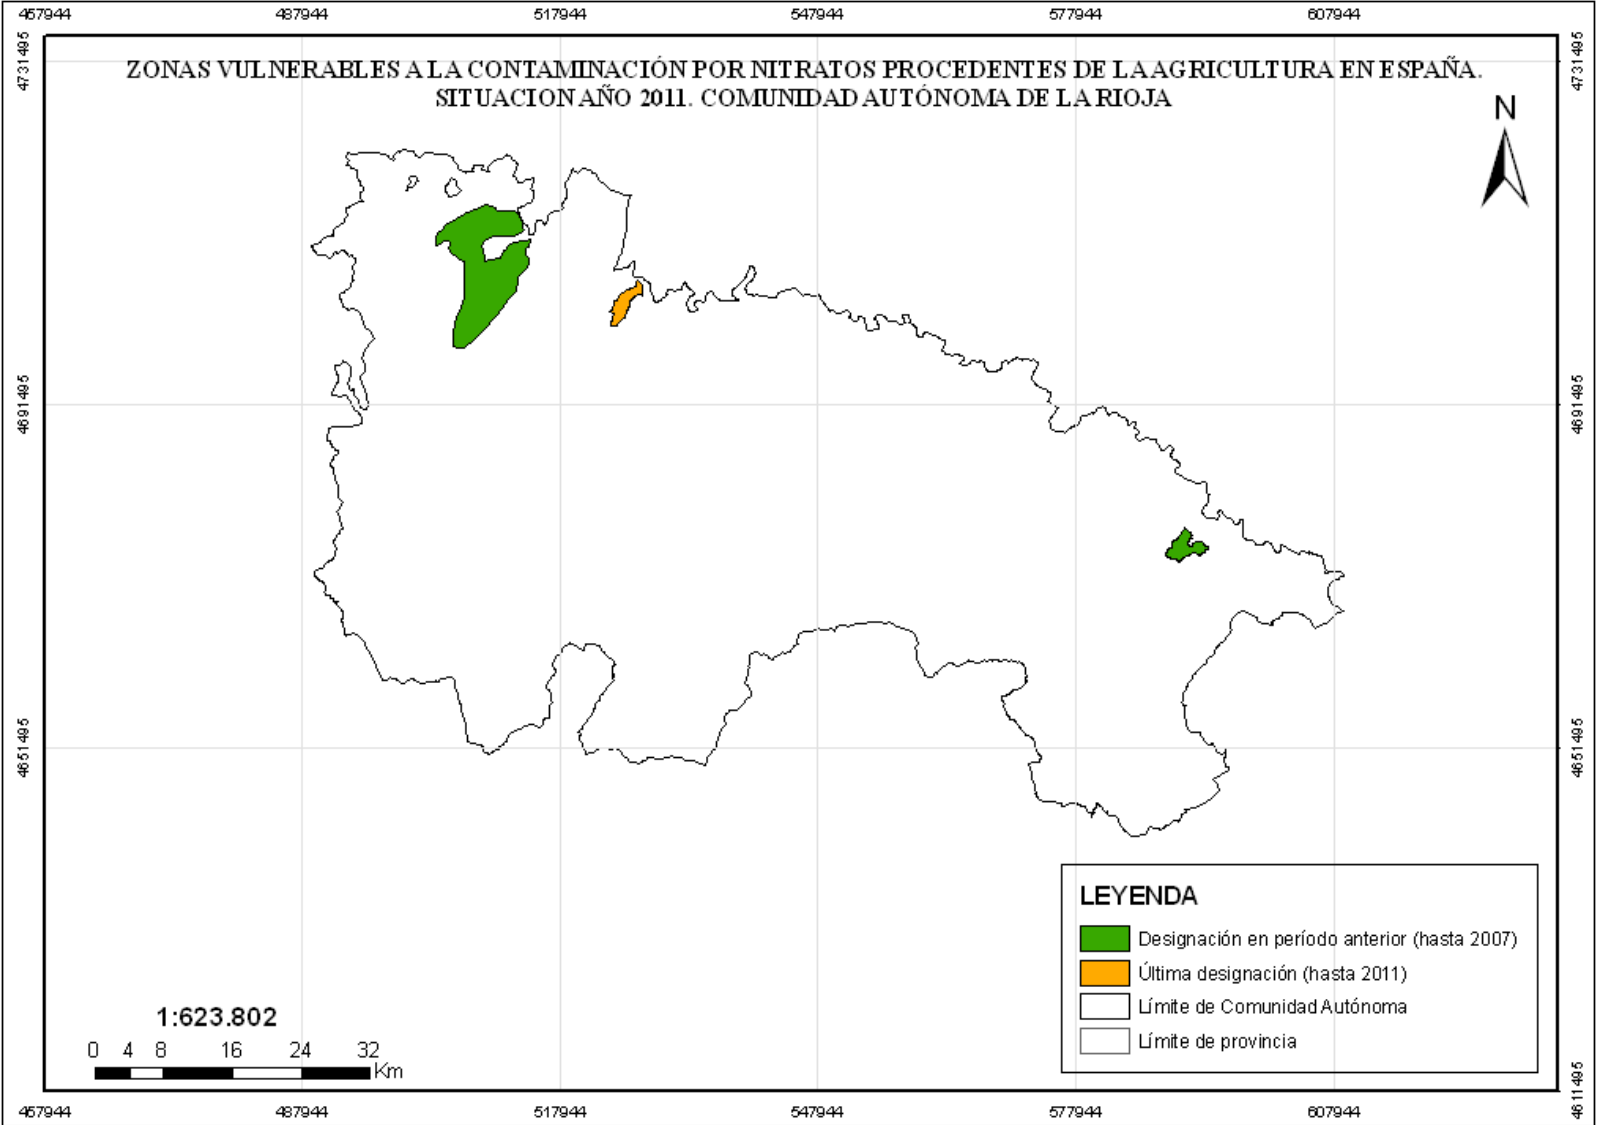 457944 487944 517944 547944 577944 607944
4731495 4731495
ZONAS VULNERABLES A LA CONTAMINACIÓN POR NITRATOS PROCEDENTES DE LA AGRICULTURA EN ESPAÑA.
SITUACION AÑO 2011. COMUNIDAD AUTÓNOMA DE LA RIOJA
N
4691495 4691495
4651495 4651495
LEYENDA
Designación en período anterior (hasta 2007)
Última designación (hasta 2011)
Límite de Comunidad Autónoma
Límite de provincia
1:623.802
0 4 8 16 24 32
Km
4611495
457944 487944 517944 547944 577944 607944